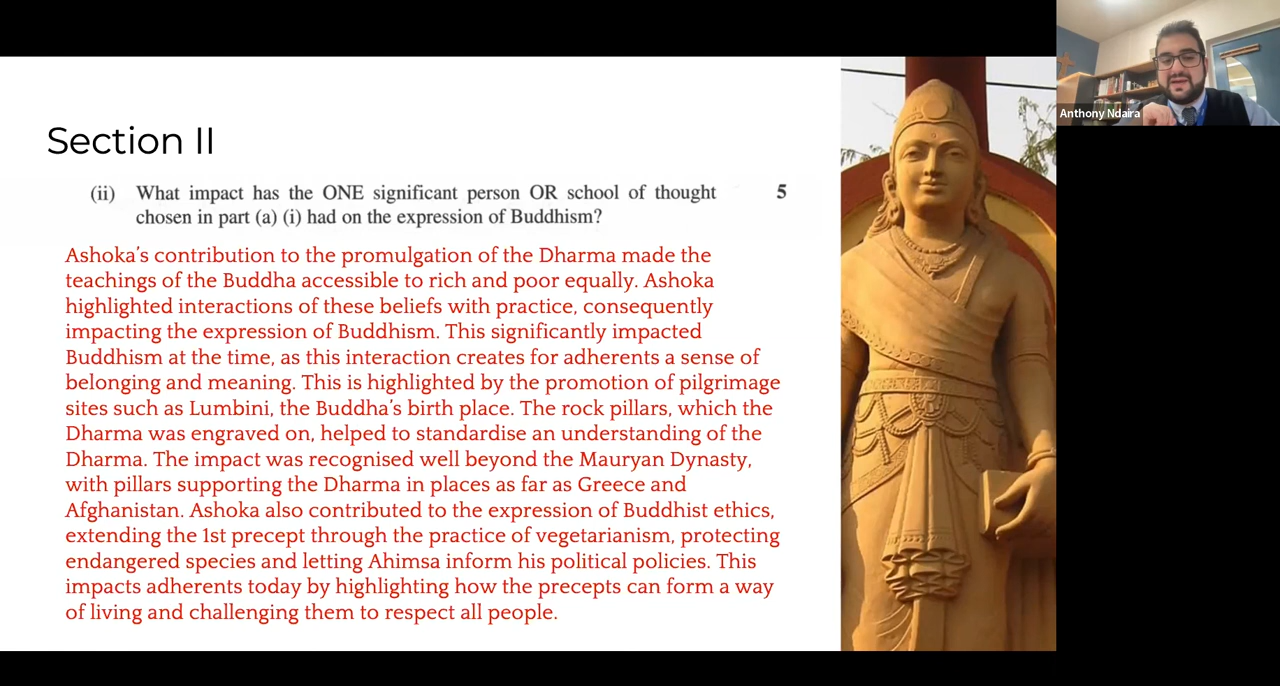 Section II
(ii) What impact has the ONE significant person OR school of thought 5
chosen in part (a) (i) had on the expression of Buddhism?
Ashoka's contribution to the promulgation of the Dharma made the
teachings of the Buddha accessible to rich and poor equally. Ashoka
highlighted interactions of these beliefs with practice, consequently
impacting the expression of Buddhism. This significantly impacted
Buddhism at the time, as this interaction creates for adherents a sense of
belonging and meaning. This is highlighted by the promotion of pilgrimage
sites such as Lumbini, the Buddha's birth place. The rock pillars, which the
Dharma was engraved on, helped to standardise an understanding of the
Dharma. The impact was recognised well beyond the Mauryan Dynasty,
with pillars supporting the Dharma in places as far as Greece and
Afghanistan. Ashoka also contributed to the expression of Buddhist ethics,
extending the 1st precept through the practice of vegetarianism, protecting
endangered species and letting Ahimsa inform his political policies. This
impacts adherents today by highlighting how the precepts can form a way
of living and challenging them to respect all people.
Anthony Ndaira